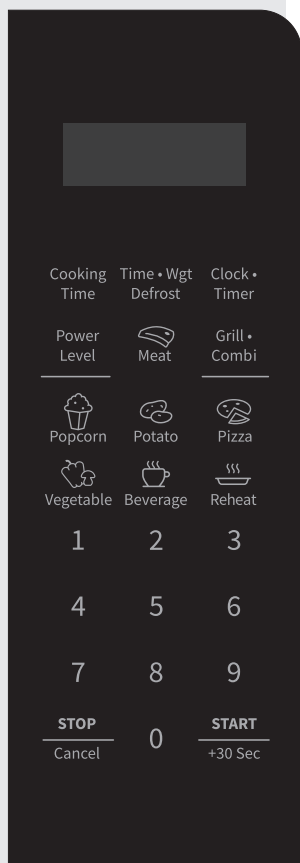 Cooking Time • Wgt Clock •
Time Defrost Timer
Power Grill •
Level Meat Combi
Popcorn Potato Pizza
Vegetable Beverage Reheat
1 2 3
4 5 6
7 8 9
STOP 0 START
Cancel +30 Sec